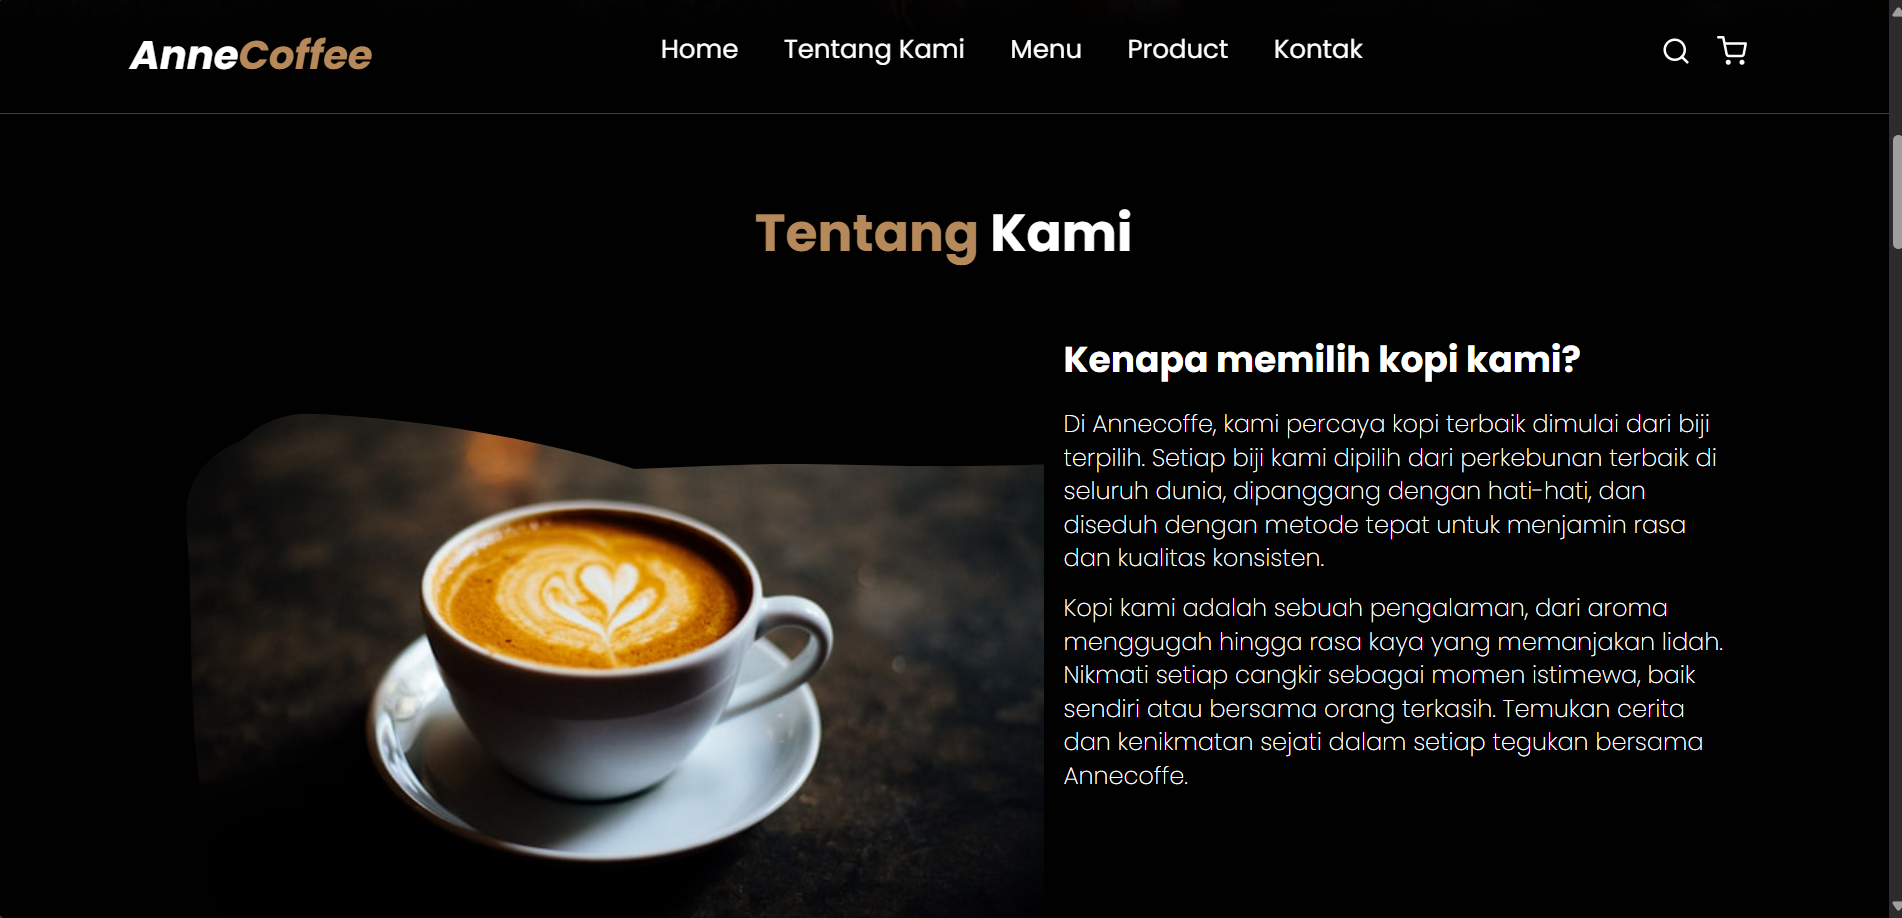 AnneCoffee
Home Tentang Kami Menu Product Kontak
Tentang Kami
Kenapa memilih kopi kami?
Di Annecoffe, kami percaya kopi terbaik dimulai dari biji
terpilih. Setiap biji kami dipilih dari perkebunan terbaik di
seluruh dunia, dipanggang dengan hati-hati, dan
diseduh dengan metode tepat untuk menjamin rasa
dan kualitas konsisten.
Kopi kami adalah sebuah pengalaman, dari aroma
menggugah hingga rasa kaya yang memanjakan lidah.
Nikmati setiap cangkir sebagai momen istimewa, baik
sendiri atau bersama orang terkasih. Temukan cerita
dan kenikmatan sejati dalam setiap tegukan bersama
Annecoffe.